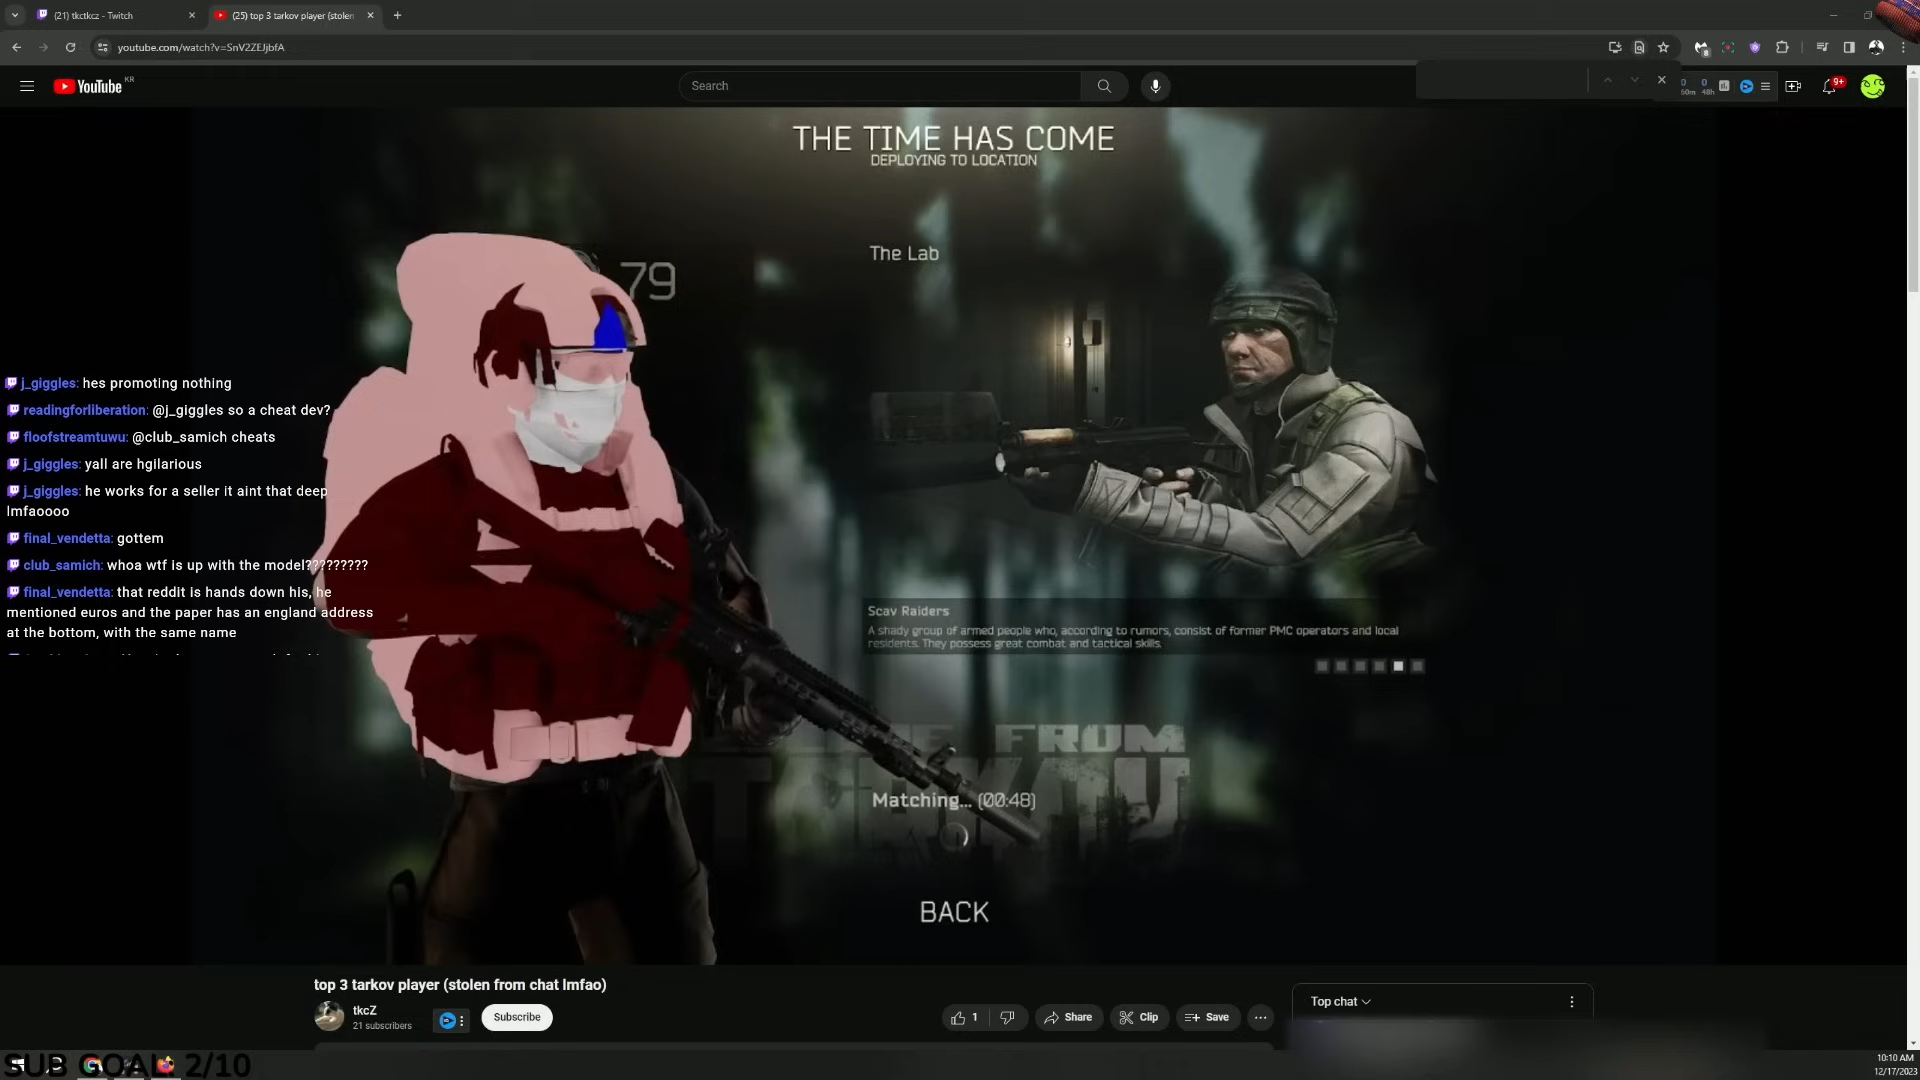 (21) tkctkcz - Twitch
(25) top 3 tarkov player (stolen
youtube.com/watch?v=SnV2ZEJjbfA
YouTube KR
Search
0 0
50m 48h
9+
THE TIME HAS COME
DEPLOYING TO LOCATION
79
The Lab
j_giggles: hes promoting nothing
readingforliberation: @j_giggles so a cheat dev?
floofstreamtuwu: @club_samich cheats
j_giggles: yall are hgilarious
j_giggles: he works for a seller it aint that deep
lmfaoooo
final_vendetta: gottem
club_samich: whoa wtf is up with the model?????????
final_vendetta: that reddit is hands down his, he
mentioned euros and the paper has an england address
at the bottom, with the same name
Scav Raiders
A shady group of armed people who, according to rumors, consist of former PMC operators and local
residents. They possess great combat and tactical skills.
FROM
Matching... (00:48)
BACK
top 3 tarkov player (stolen from chat lmfao)
tkcZ
21 subscribers
Subscribe
1
Share
Clip
Save
Top chat
SUB GOAL: 2/10
10:10 AM
12/17/2023